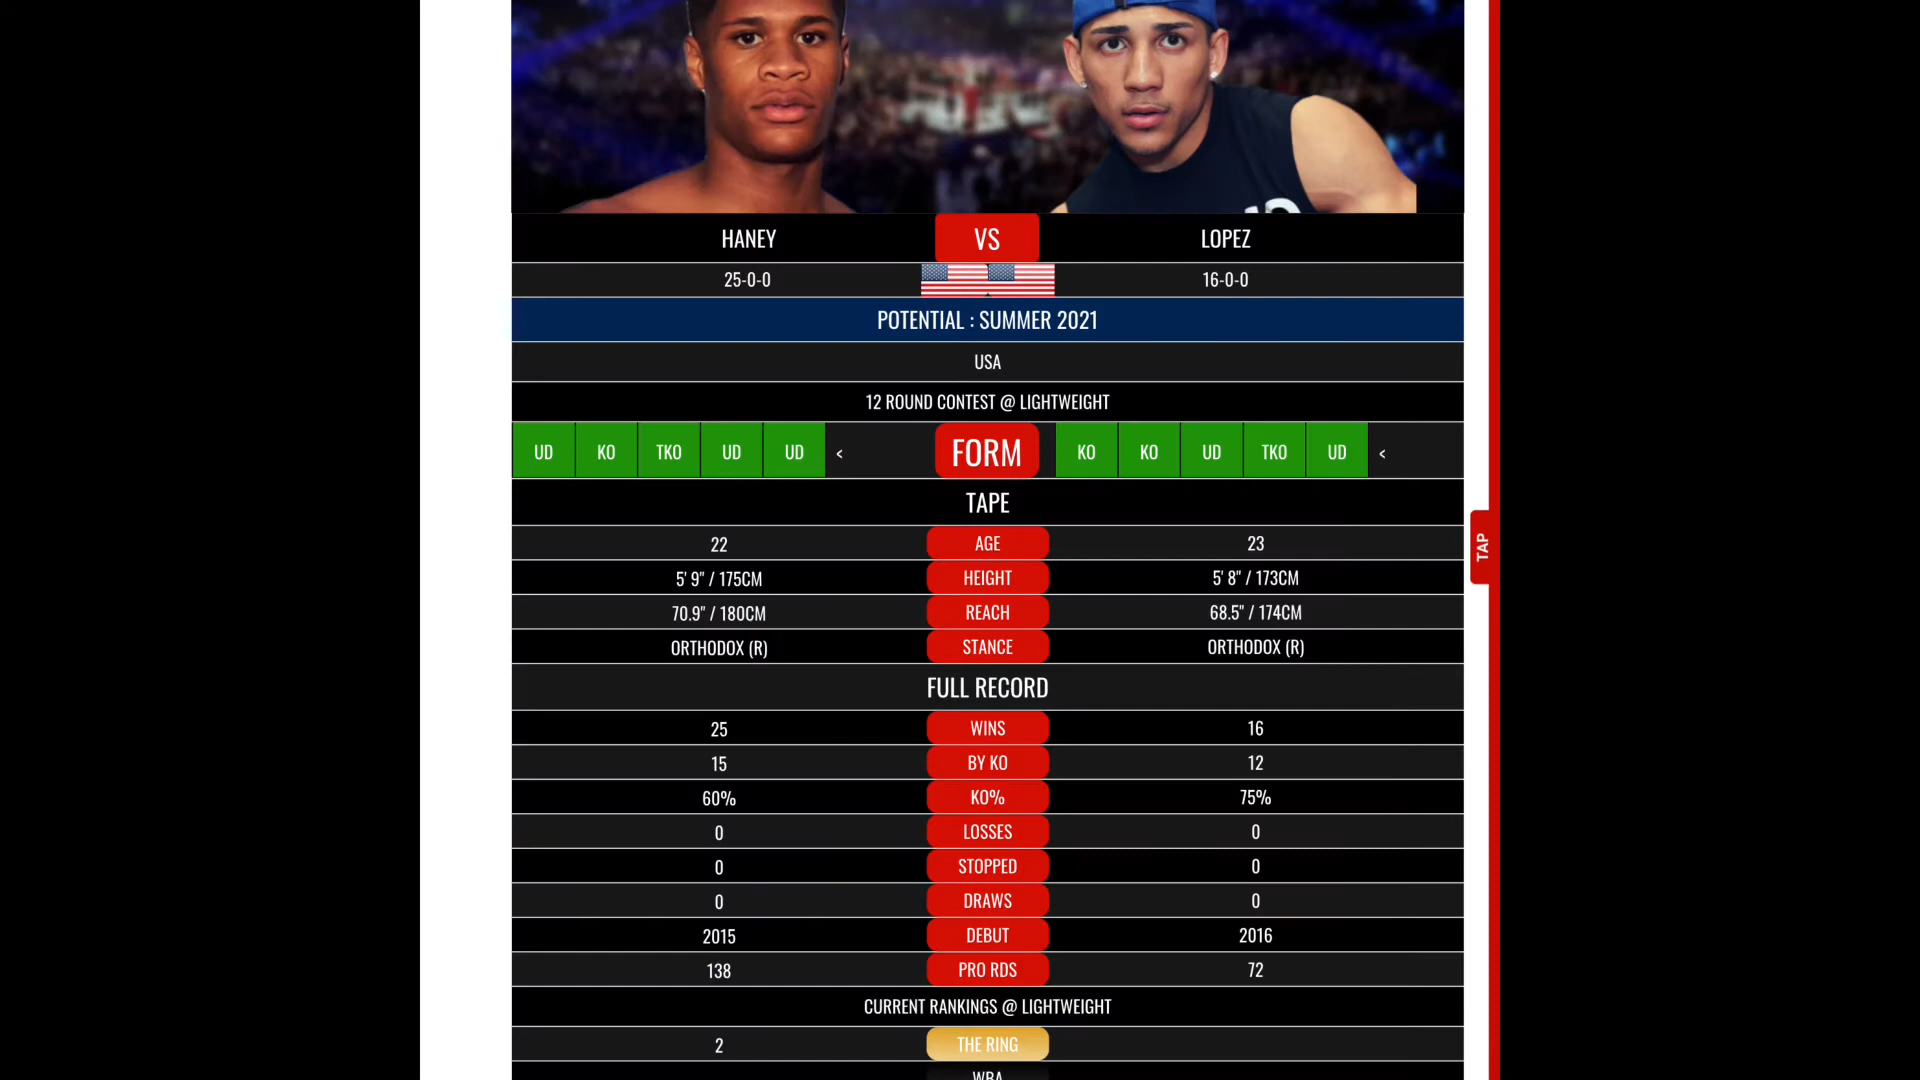 HANEY VS LOPEZ
25-0-0 16-0-0
POTENTIAL : SUMMER 2021
USA
12 ROUND CONTEST @ LIGHTWEIGHT
UD KO TKO UD UD < FORM KO KO UD TKO UD <
TAPE
22 AGE 23
5' 9" / 175CM HEIGHT 5' 8" / 173CM
70.9" / 180CM REACH 68.5" / 174CM
ORTHODOX (R) STANCE ORTHODOX (R)
FULL RECORD
25 WINS 16
15 BY KO 12
60% KO% 75%
0 LOSSES 0
0 STOPPED 0
0 DRAWS 0
2015 DEBUT 2016
138 PRO RDS 72
CURRENT RANKINGS @ LIGHTWEIGHT
2 THE RING
WBA
TAP